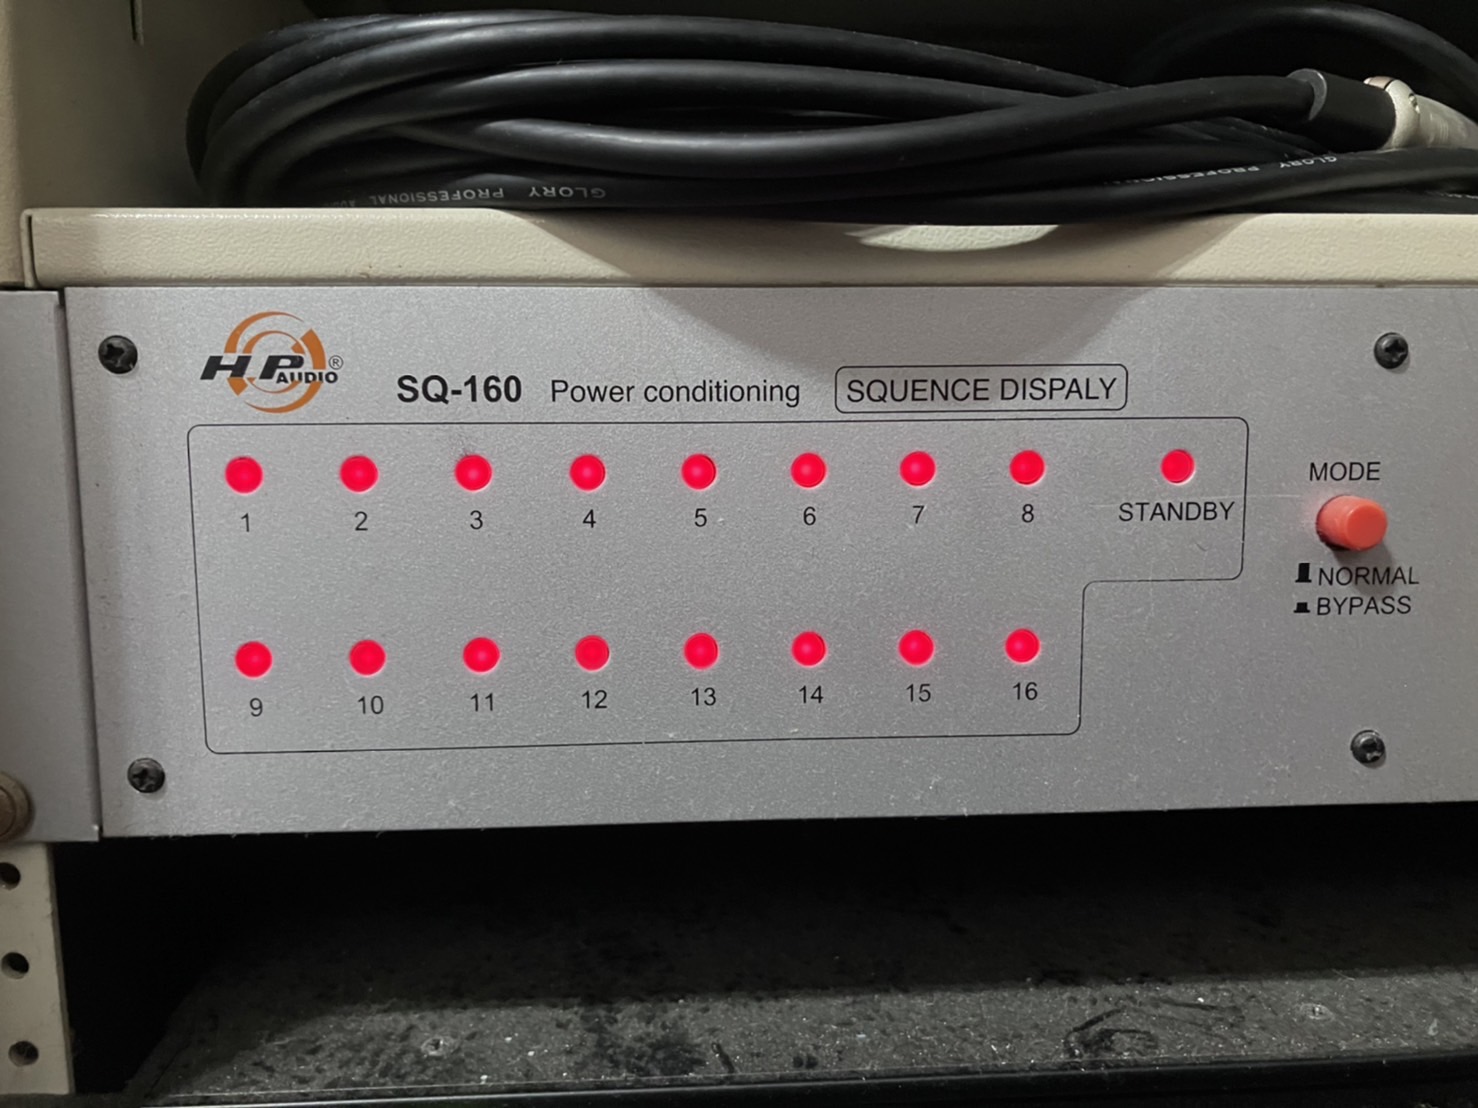 GLORY PROFESSIONAL
GLORY PROFESSIONAL
HP AUDIO®
SQ-160 Power conditioning SQUENCE DISPALY
1 2 3 4 5 6 7 8 STANDBY
9 10 11 12 13 14 15 16
MODE
NORMAL
BYPASS